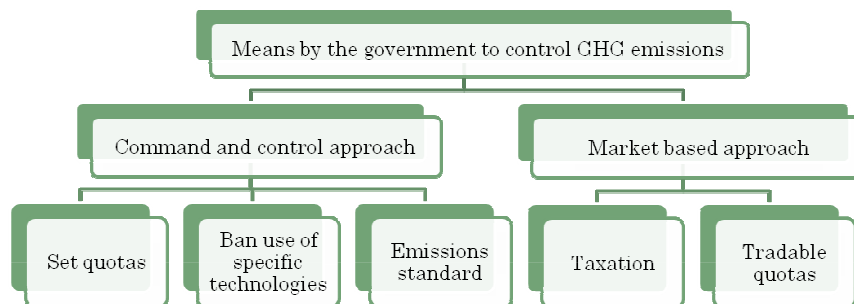 Means by the government to control GHC emissions
Command and control approach
Market based approach
Set quotas
Ban use of
specific
technologies
Emissions
standard
Taxation
Tradable
quotas